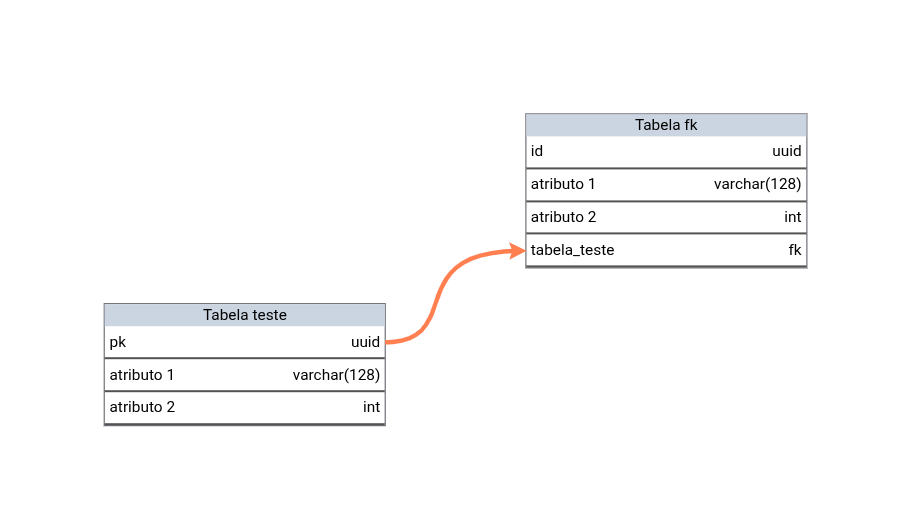 Tabela fk
id uuid
atributo 1 varchar(128)
atributo 2 int
tabela_teste fk
Tabela teste
pk uuid
atributo 1 varchar(128)
atributo 2 int